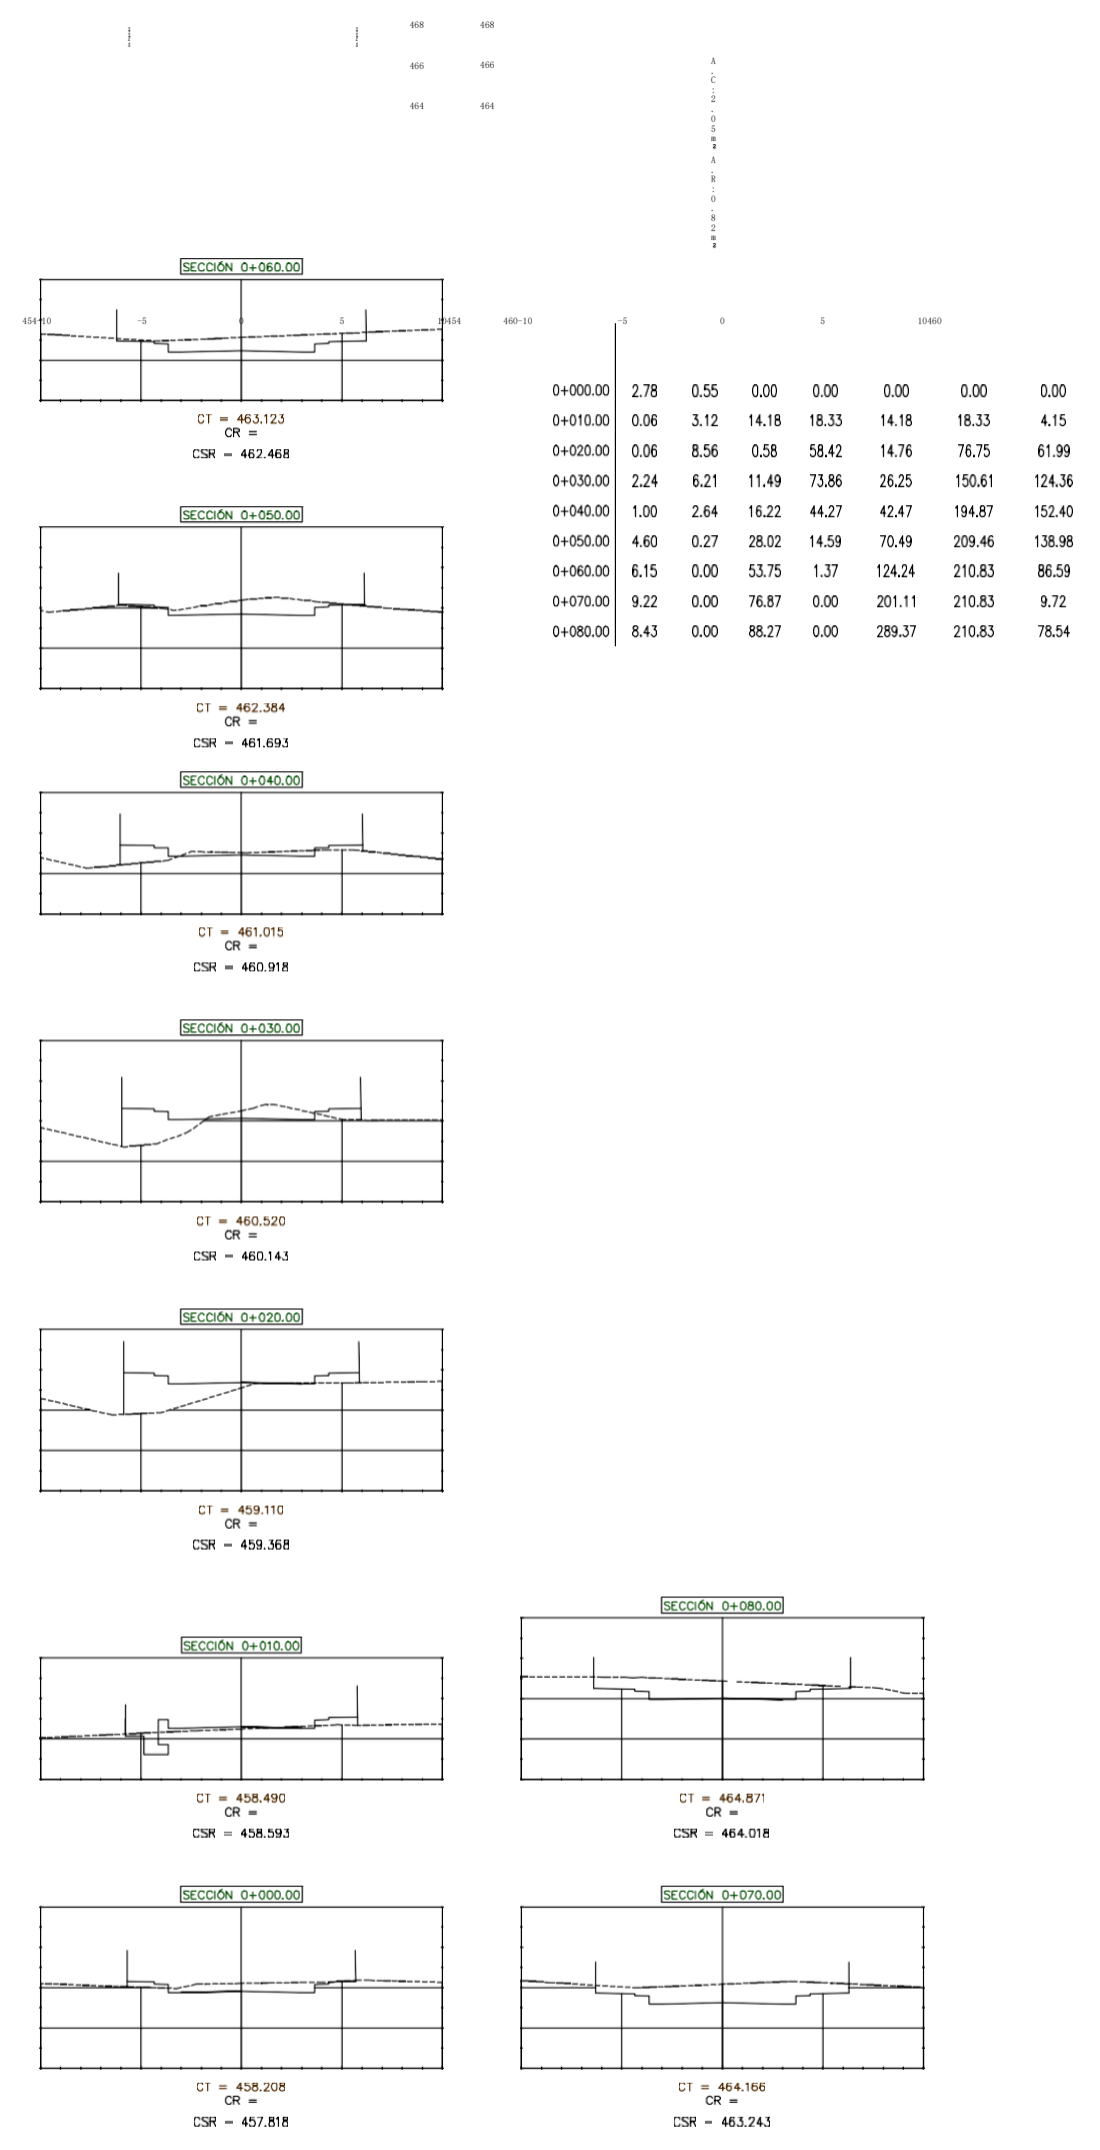 468 468
466 466
464 464
A.C:2.05m²
A.R:0.82m²
SECCIÓN 0+060.00
-5 0 5
-5 0 5
CT = 463.123
CR =
CSR = 462.468
0+000.00 2.78 0.55 0.00 0.00 0.00 0.00 0.00
0+010.00 0.06 3.12 14.18 18.33 14.18 18.33 4.15
0+020.00 0.06 8.56 0.58 58.42 14.76 76.75 61.99
0+030.00 2.24 6.21 11.49 73.86 26.25 150.61 124.36
0+040.00 1.00 2.64 16.22 44.27 42.47 194.87 152.40
0+050.00 4.60 0.27 28.02 14.59 70.49 209.46 138.98
0+060.00 6.15 0.00 53.75 1.37 124.24 210.83 86.59
0+070.00 9.22 0.00 76.87 0.00 201.11 210.83 9.72
0+080.00 8.43 0.00 88.27 0.00 289.37 210.83 78.54
SECCIÓN 0+050.00
CT = 462.384
CR =
CSR = 461.693
SECCIÓN 0+040.00
CT = 461.015
CR =
CSR = 460.918
SECCIÓN 0+030.00
CT = 460.520
CR =
CSR = 460.143
SECCIÓN 0+020.00
CT = 459.110
CR =
CSR = 459.368
SECCIÓN 0+010.00
CT = 458.490
CR =
CSR = 458.593
SECCIÓN 0+080.00
CT = 464.871
CR =
CSR = 464.018
SECCIÓN 0+000.00
CT = 458.208
CR =
CSR = 457.818
SECCIÓN 0+070.00
CT = 464.166
CR =
CSR = 463.243